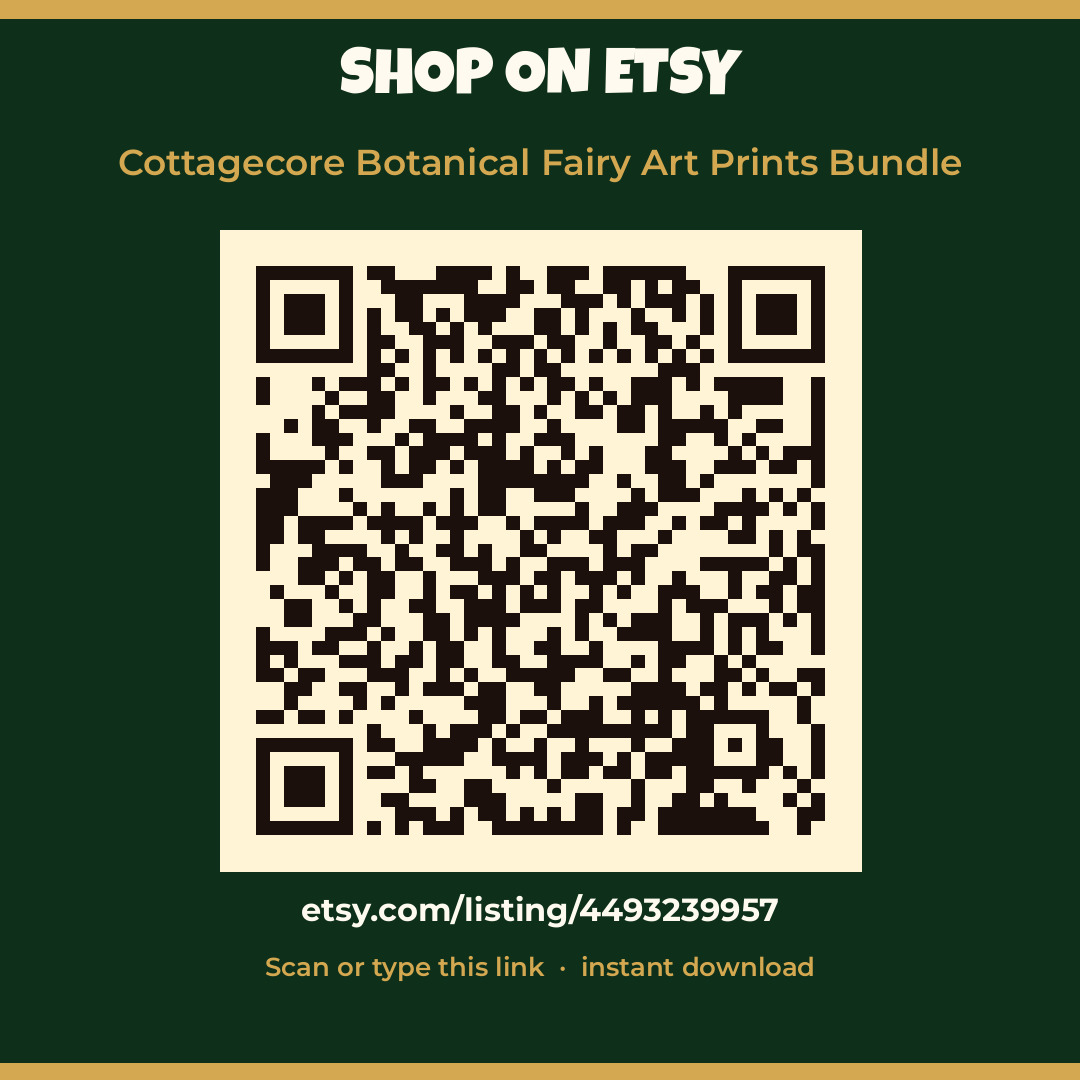 SHOP ON ETSY
Cottagecore Botanical Fairy Art Prints Bundle
etsy.com/listing/4493239957
Scan or type this link · instant download